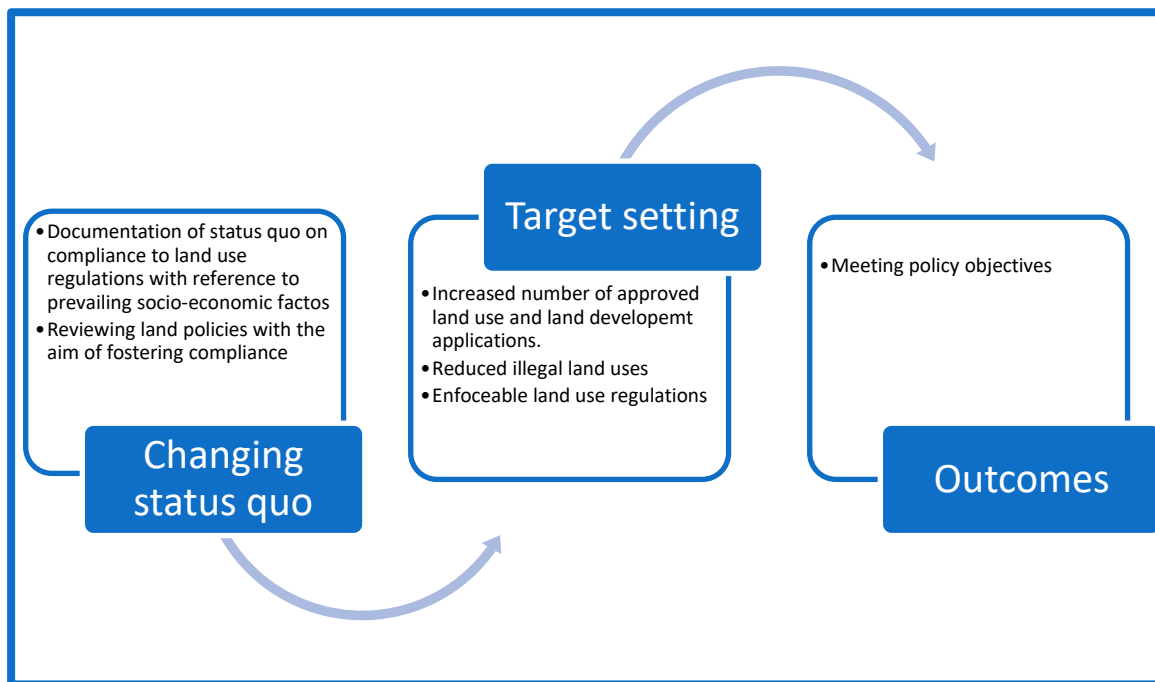 •Documentation of status quo on
compliance to land use
regulations with reference to
prevailing socio-economic factos
•Reviewing land policies with the
aim of fostering compliance
Changing
status quo
Target setting
•Increased number of approved
land use and land developemt
applications.
•Reduced illegal land uses
•Enfoceable land use regulations
•Meeting policy objectives
Outcomes